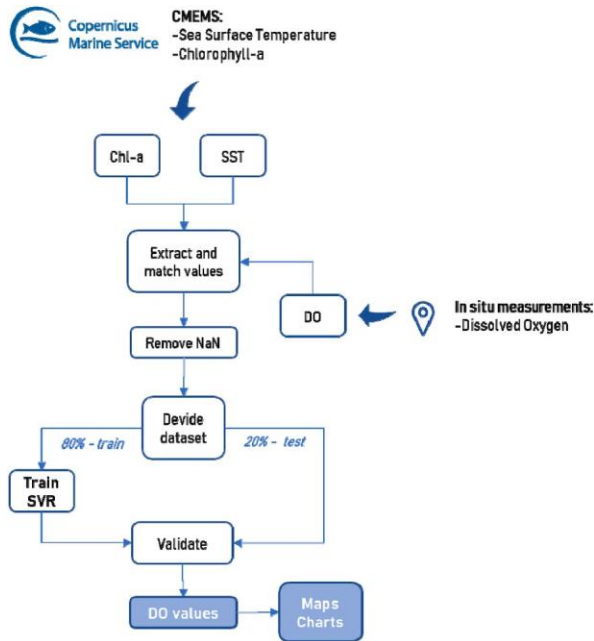 Copernicus
Marine Service
CMEMS:
-Sea Surface Temperature
-Chlorophyll-a
Chl-a
SST
Extract and
match values
DO
In situ measurements:
-Dissolved Oxygen
Remove NaN
Devide
dataset
80% - train
20% - test
Train
SVR
Validate
DO values
Maps
Charts